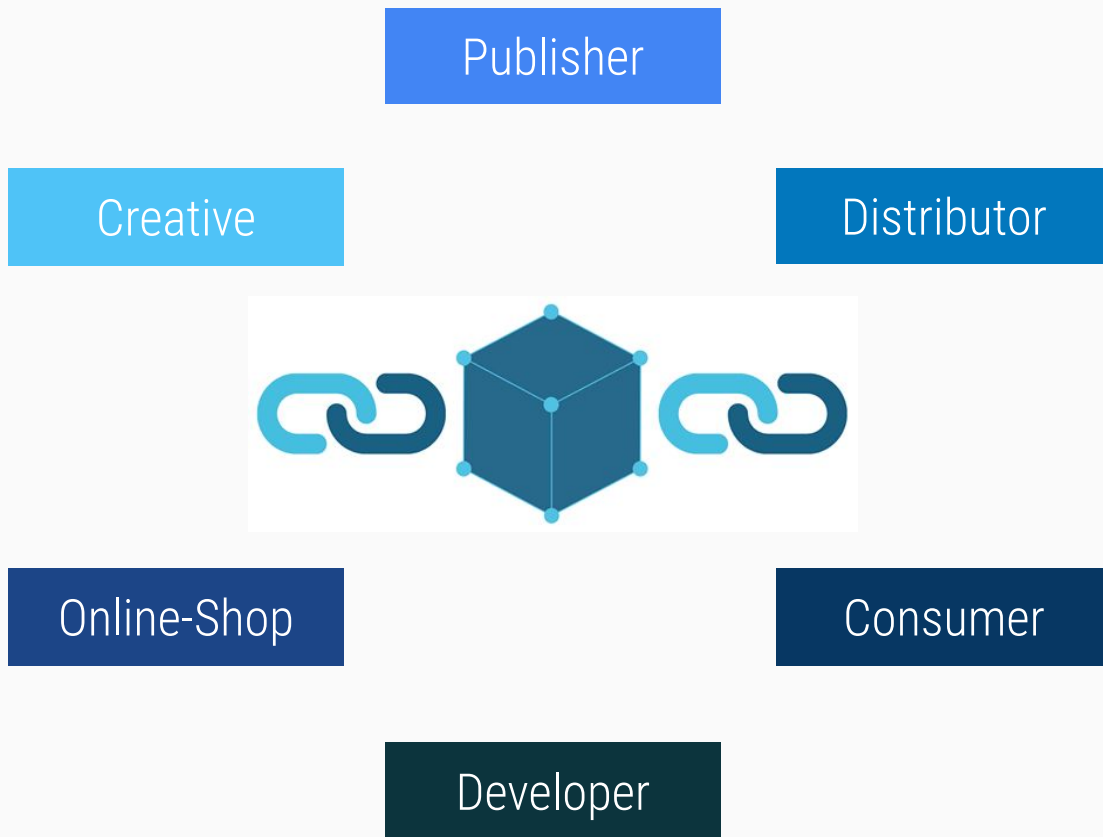 Publisher
Creative
Distributor
Online-Shop
Consumer
Developer